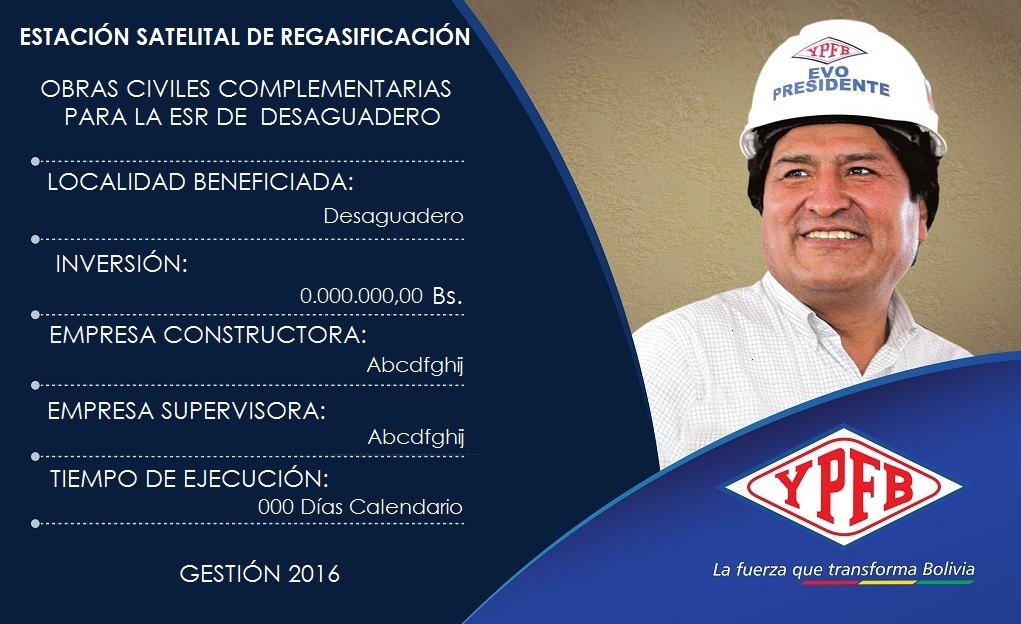 ESTACIÓN SATELITAL DE REGASIFICACIÓN
OBRAS CIVILES COMPLEMENTARIAS
PARA LA ESR DE DESAGUADERO
LOCALIDAD BENEFICIADA:
Desaguadero
INVERSIÓN:
0.000.000,00 Bs.
EMPRESA CONSTRUCTORA:
Abcdfghij
EMPRESA SUPERVISORA:
Abcdfghij
TIEMPO DE EJECUCIÓN:
000 Días Calendario
GESTIÓN 2016
YPFB
EVO
PRESIDENTE
YPFB
La fuerza que transforma Bolivia